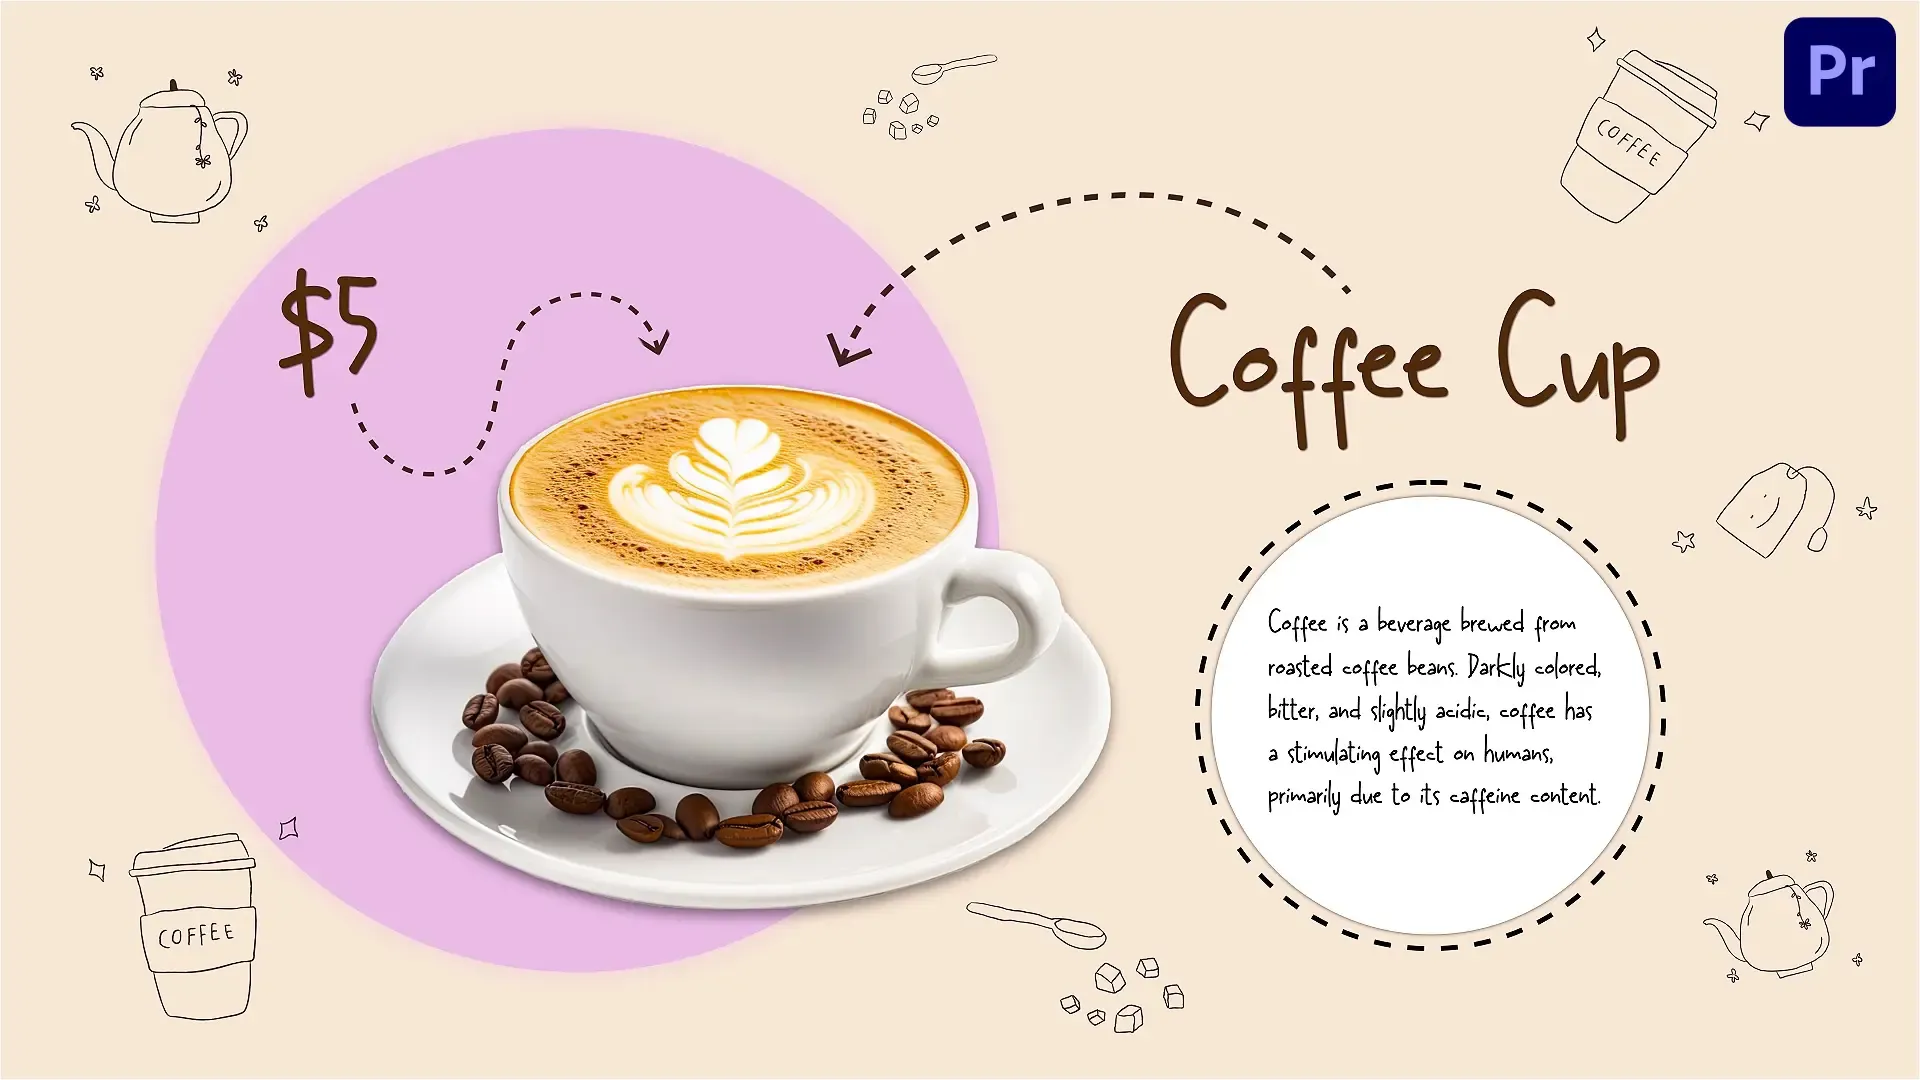 Pr
COFFEE
$5
Coffee Cup
Coffee is a beverage brewed from
roasted coffee beans. Darkly colored,
bitter, and slightly acidic, coffee has
a stimulating effect on humans,
primarily due to its caffeine content.
COFFEE